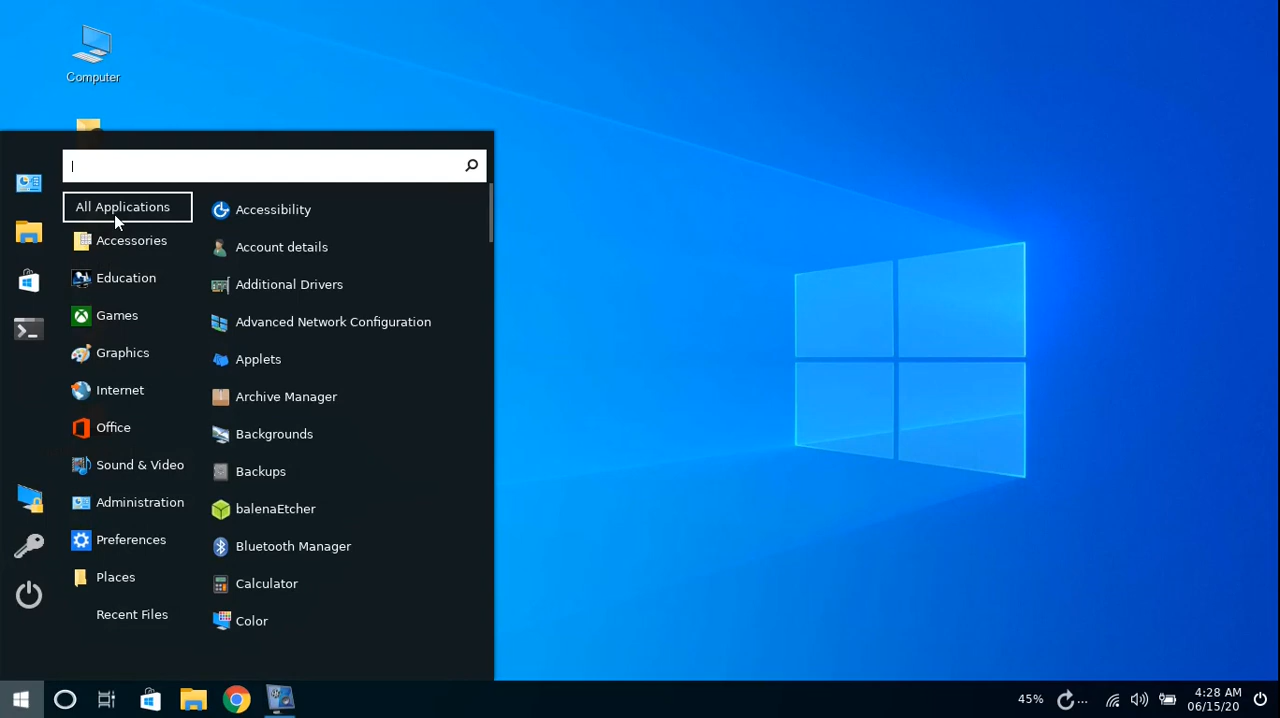 Computer
All Applications
Accessories
Education
Games
Graphics
Internet
Office
Sound & Video
Administration
Preferences
Places
Recent Files
Accessibility
Account details
Additional Drivers
Advanced Network Configuration
Applets
Archive Manager
Backgrounds
Backups
balenaEtcher
Bluetooth Manager
Calculator
Color
45%
...
4:28 AM
06/15/20